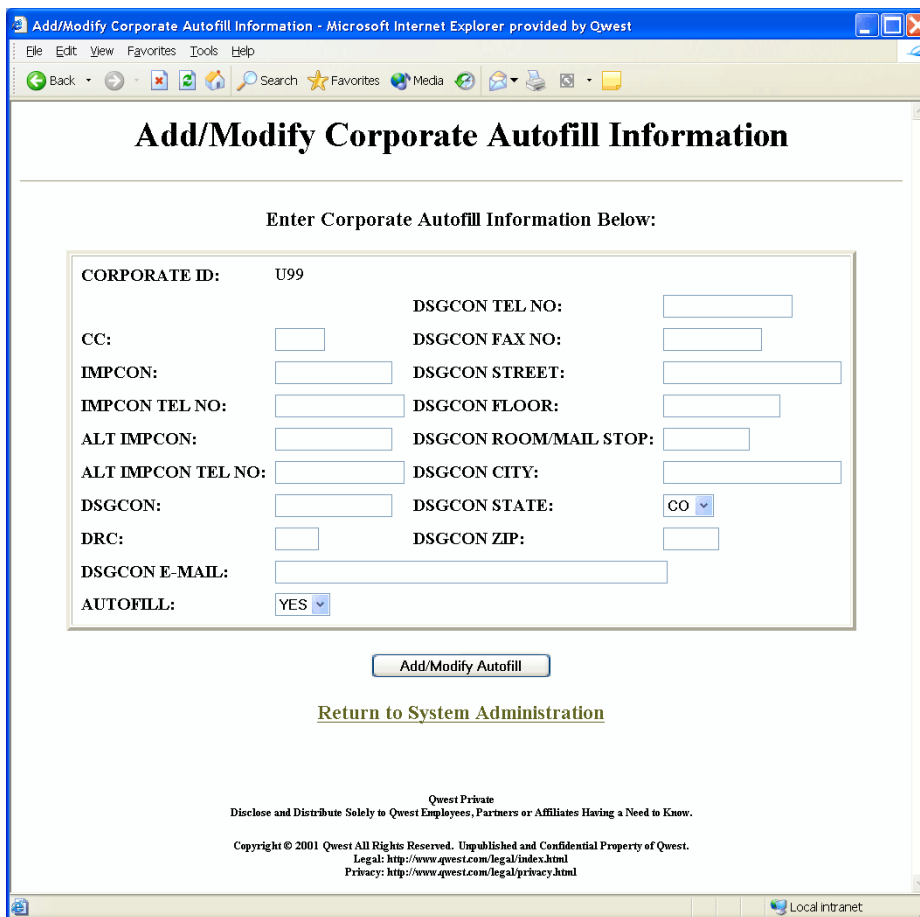 Add/Modify Corporate Autofill Information - Microsoft Internet Explorer provided by Qwest
File Edit View Favorites Tools Help
Back Search Favorites Media
Add/Modify Corporate Autofill Information
Enter Corporate Autofill Information Below:
CORPORATE ID: U99
DSGCON TEL NO:
CC: DSGCON FAX NO:
IMPCON: DSGCON STREET:
IMPCON TEL NO: DSGCON FLOOR:
ALT IMPCON: DSGCON ROOM/MAIL STOP:
ALT IMPCON TEL NO: DSGCON CITY:
DSGCON: DSGCON STATE: CO
DRC: DSGCON ZIP:
DSGCON E-MAIL:
AUTOFILL: YES
Add/Modify Autofill
Return to System Administration
Qwest Private
Disclose and Distribute Solely to Qwest Employees, Partners or Affiliates Having a Need to Know.
Copyright © 2001 Qwest All Rights Reserved. Unpublished and Confidential Property of Qwest.
Legal: http://www.qwest.com/legal/index.html
Privacy: http://www.qwest.com/legal/privacy.html
Local intranet